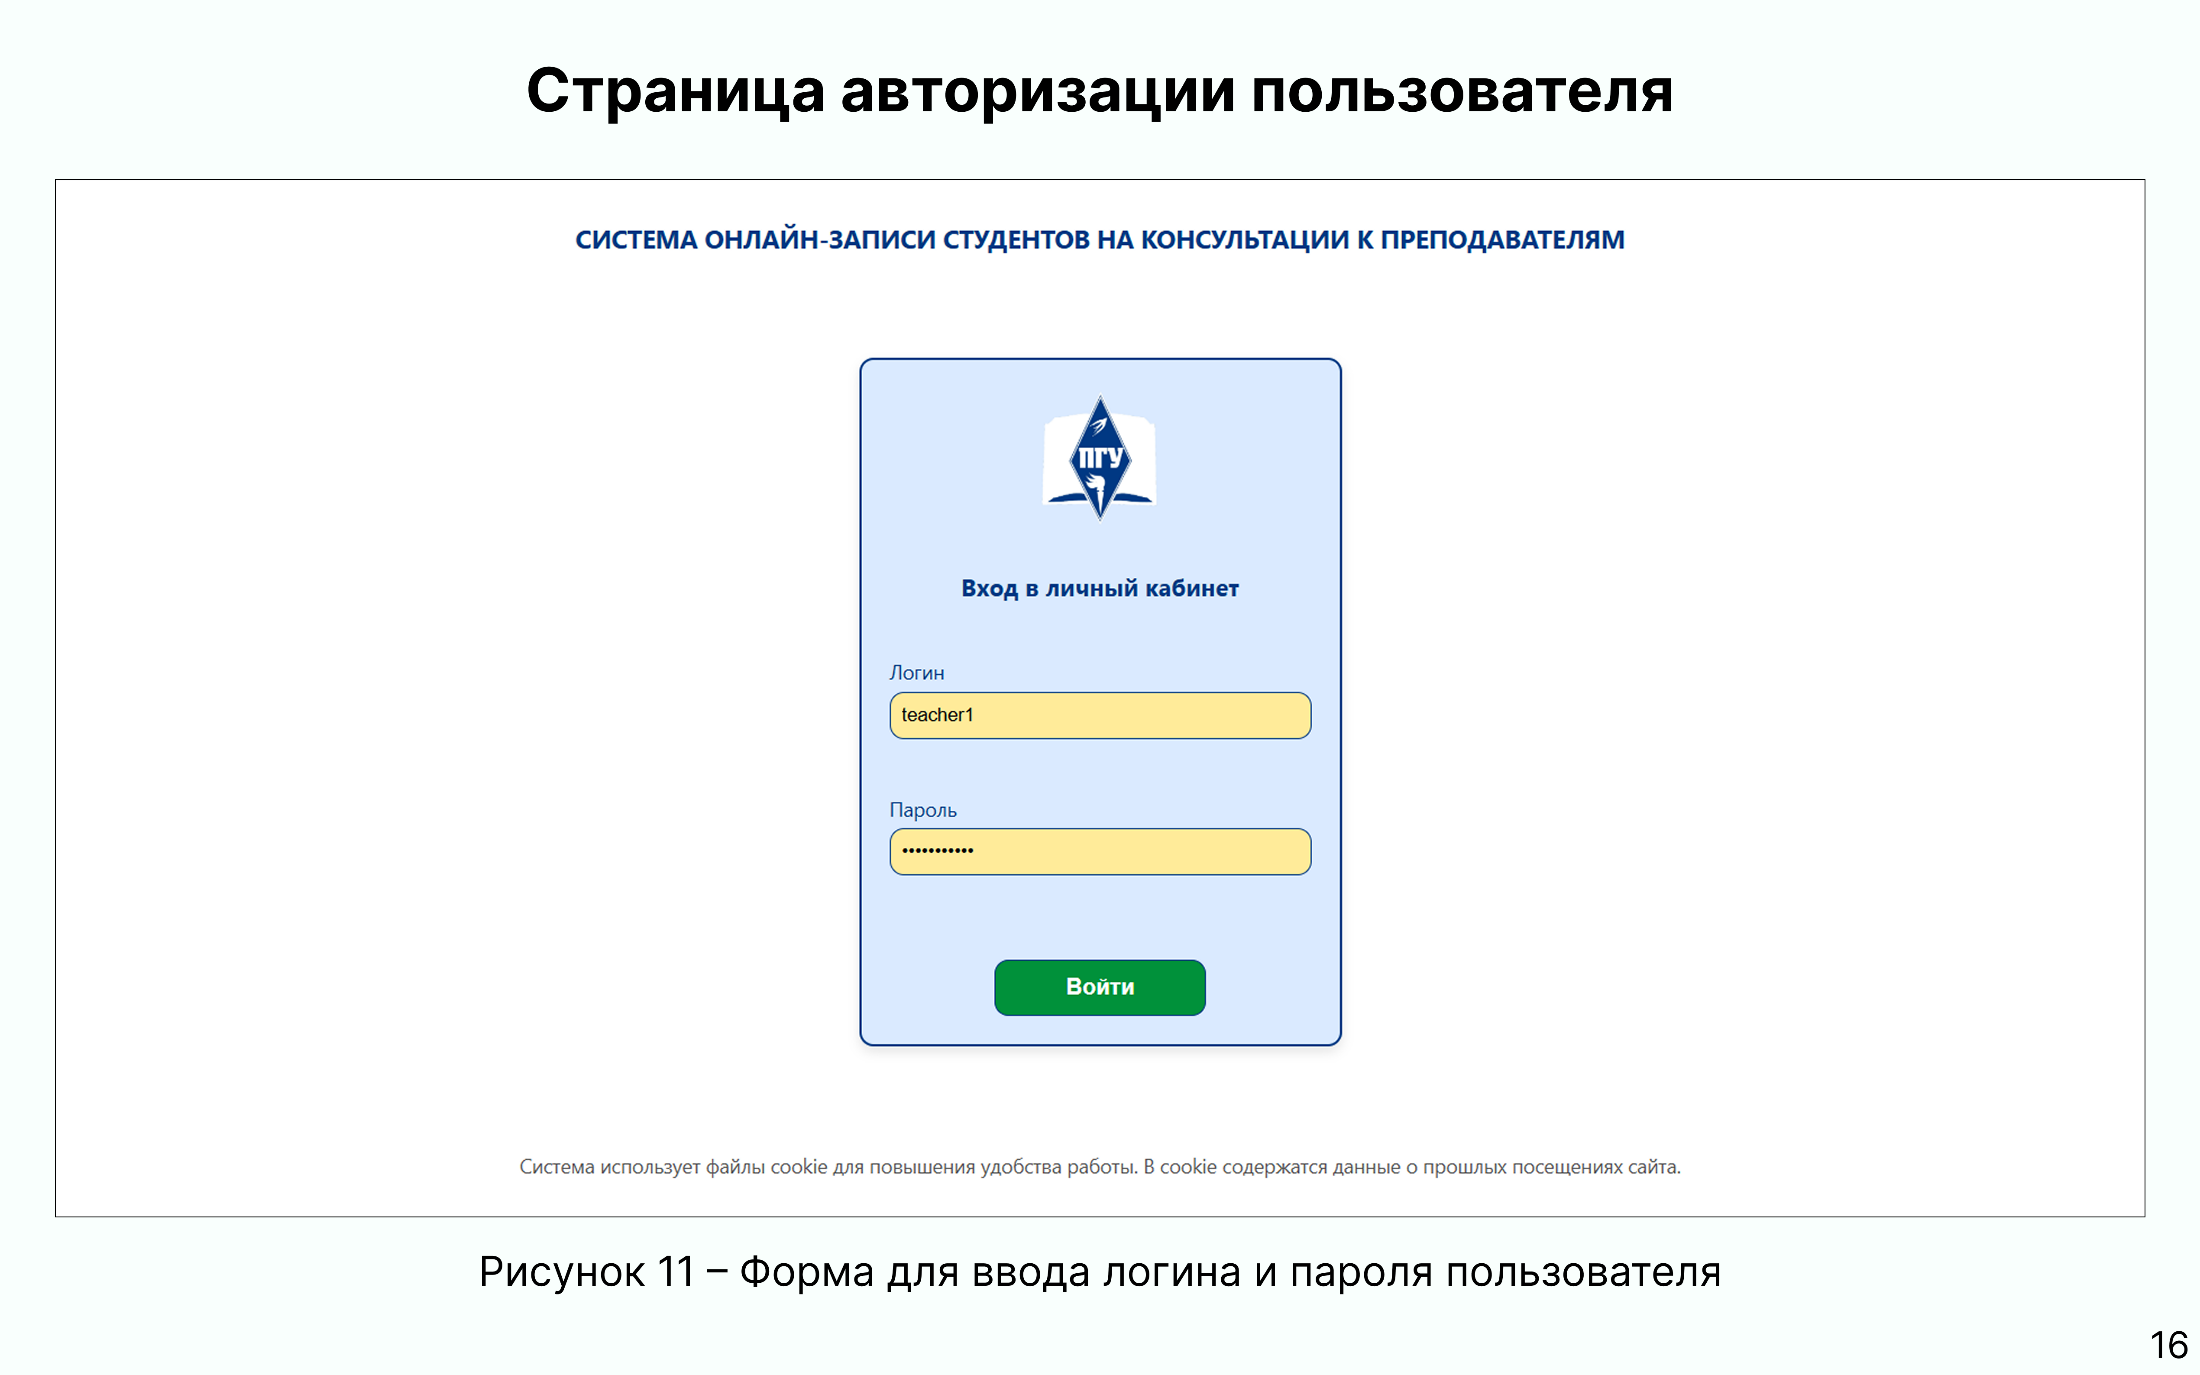 Страница авторизации пользователя
СИСТЕМА ОНЛАЙН-ЗАПИСИ СТУДЕНТОВ НА КОНСУЛЬТАЦИИ К ПРЕПОДАВАТЕЛЯМ
ПГУ
Вход в личный кабинет
Логин
teacher1
Пароль
•••••••••••
Войти
Система использует файлы cookie для повышения удобства работы. В cookie содержатся данные о прошлых посещениях сайта.
Рисунок 11 – Форма для ввода логина и пароля пользователя
16